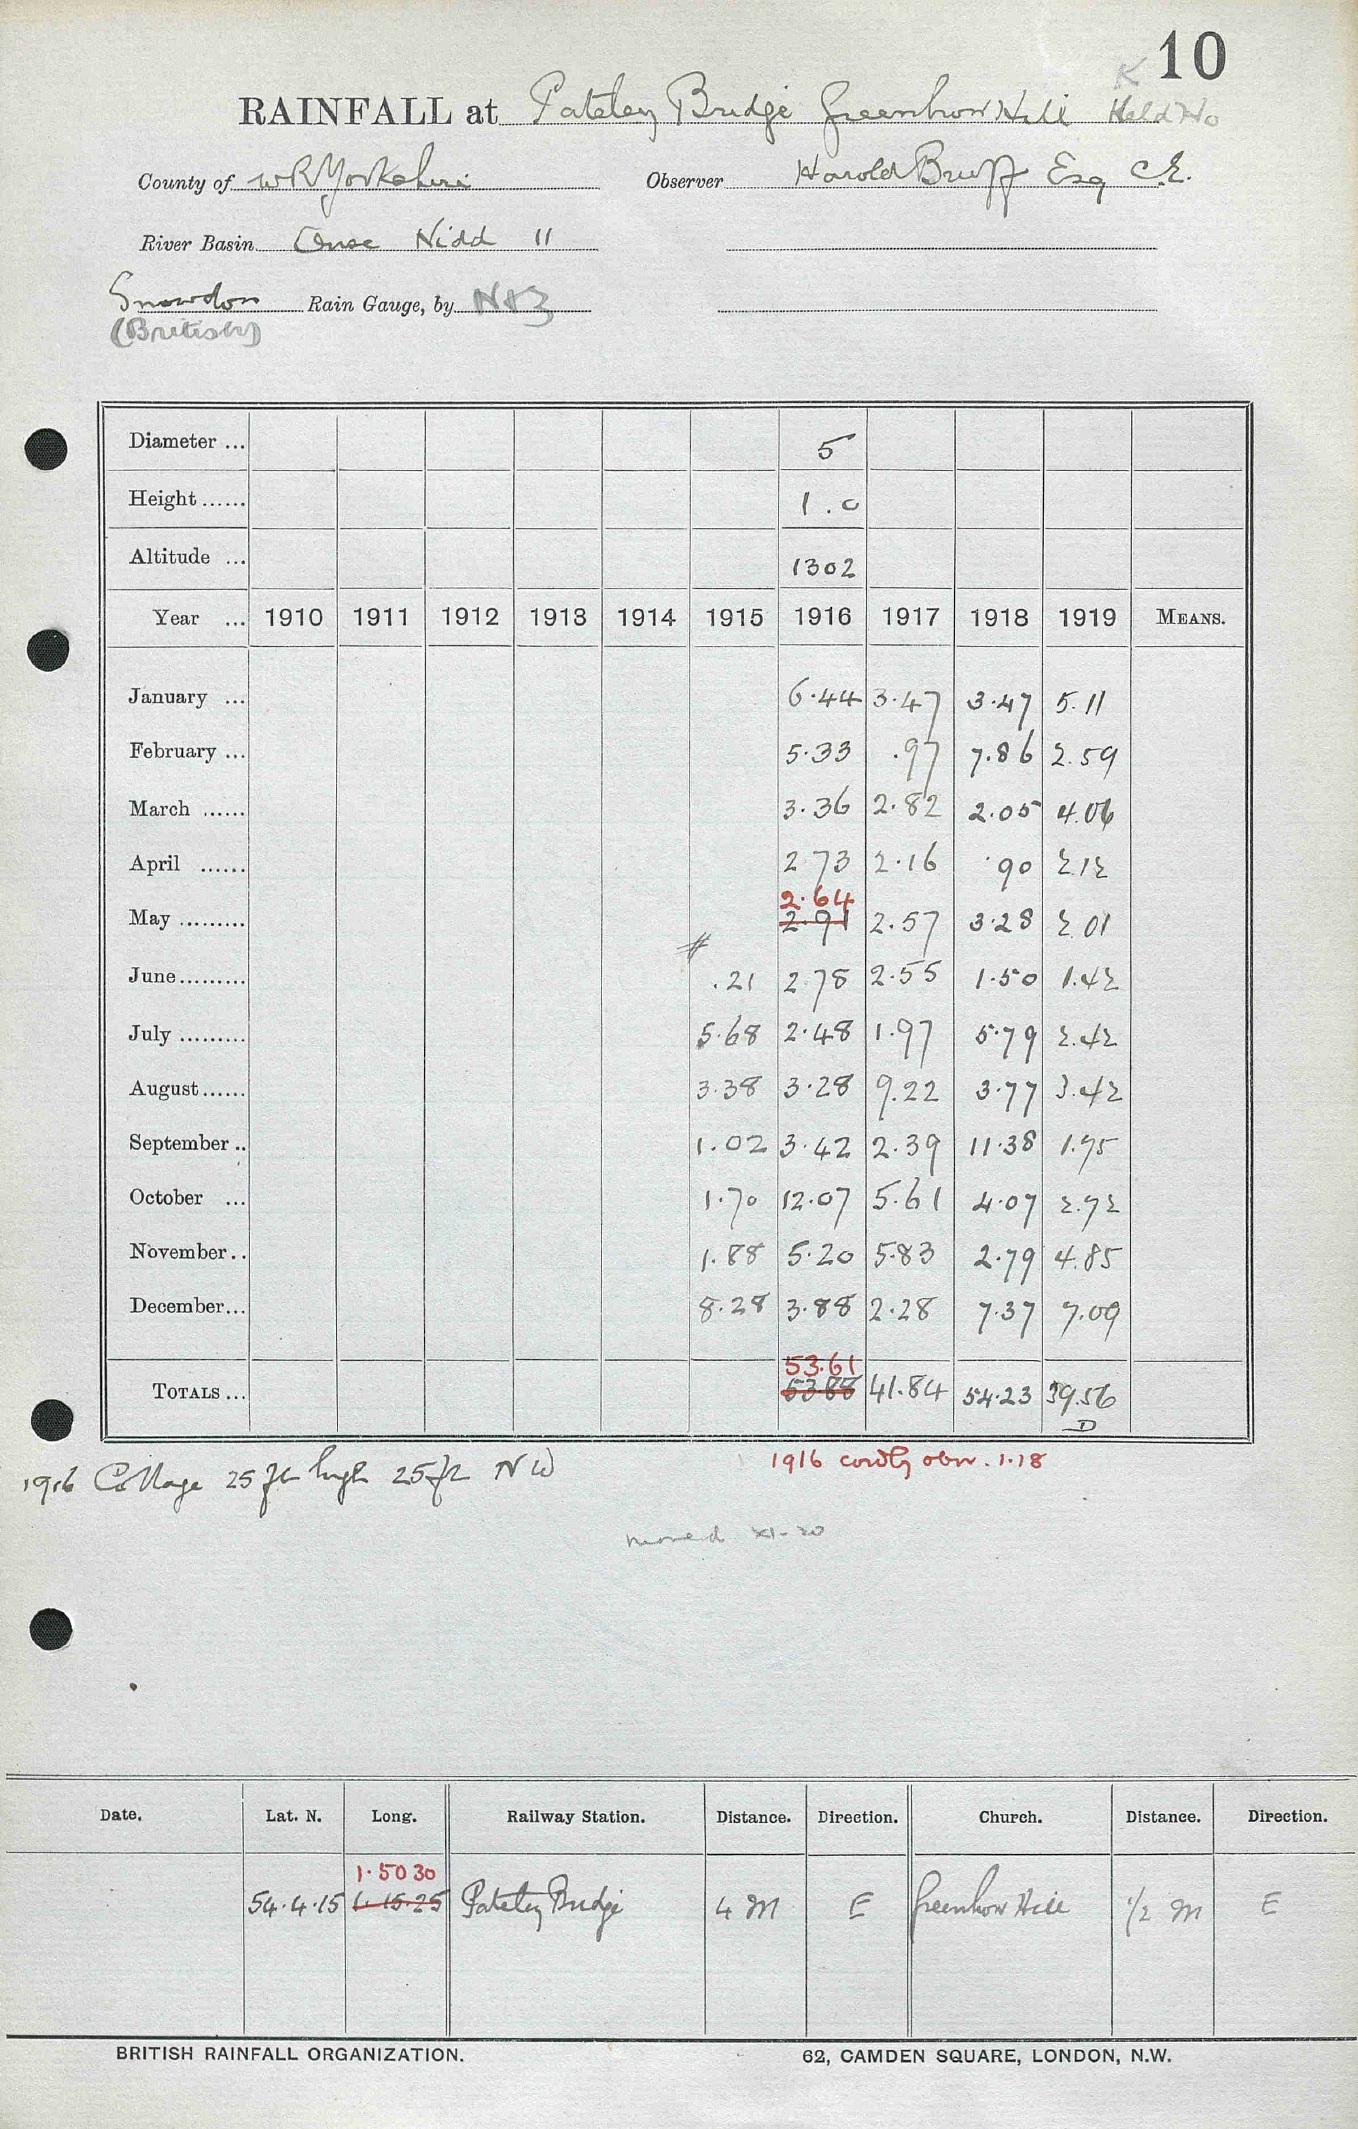 10
RAINFALL at Pateley Bridge Greenhow Hill K Held No
County of WR Yorkshire Observer Harold Bruff Esq C.E.
River Basin Ouse Nidd 11
Snowdon Rain Gauge, by N&Z
(British)
Diameter ... 5
Height ...... 1.0
Altitude ... 1302
Year ... 1910 1911 1912 1913 1914 1915 1916 1917 1918 1919 MEANS.
January ... 6.44 3.47 3.47 5.11
February ... 5.33 .97 7.86 2.59
March ...... 3.36 2.82 2.05 4.06
April ...... 2 73 2.16 .90 2.12
2.64
May ......... 2.91 2.57 3.28 2.01
#
June ......... .21 2.78 2.55 1.50 1.42
July ......... 5.68 2.48 1.97 5.79 2.42
August ...... 3.38 3.28 9.22 3.77 3.42
September .. 1.02 3.42 2.39 11.38 1.75
October ... 1.70 12.07 5.61 4.07 2.72
November .. 1.88 5.20 5.83 2.79 4.85
December... 8.28 3.88 2.28 7.37 7.09
53.61
TOTALS ... 53.88 41.84 54.23 39.56
D
1916 Cottage 25 ft high 25 ft NW 1916 cordly obsr. 1.18
moved XI-20
Date. Lat. N. Long. Railway Station. Distance. Direction. Church. Distance. Direction.
1.50 30
54.4.15 1.15.25 Pateley Bridge 4 M E Greenhow Hill 1/2 M E
BRITISH RAINFALL ORGANIZATION. 62, CAMDEN SQUARE, LONDON, N.W.